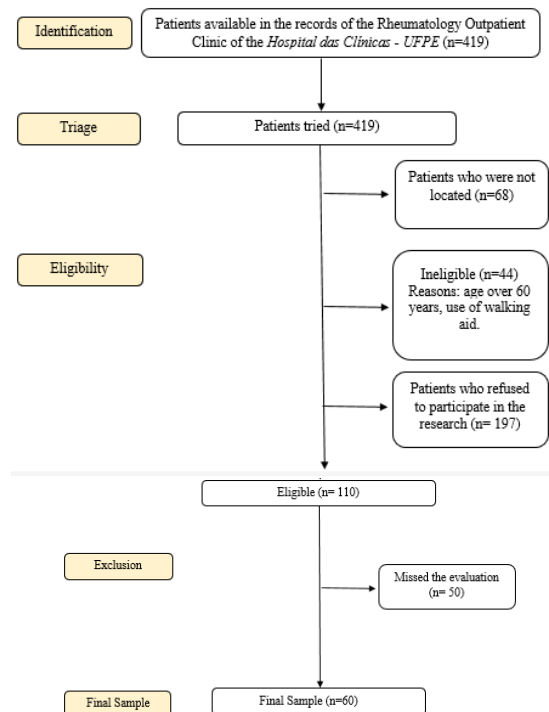 Identification
Patients available in the records of the Rheumatology Outpatient
Clinic of the Hospital das Clínicas - UFPE (n=419)
Triage
Patients tried (n=419)
Patients who were not
located (n=68)
Eligibility
Ineligible (n=44)
Reasons: age over 60
years, use of walking
aid.
Patients who refused
to participate in the
research (n= 197)
Eligible (n= 110)
Exclusion
Missed the evaluation
(n= 50)
Final Sample
Final Sample (n=60)